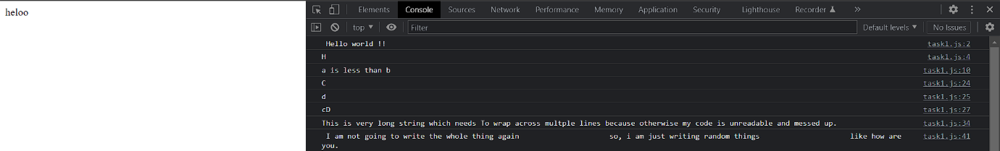 heloo
Elements Console Sources Network Performance Memory Application Security Lighthouse Recorder
top Filter Default levels No Issues
Hello world !! task1.js:2
H task1.js:4
a is less than b task1.js:10
C task1.js:24
d task1.js:25
cD task1.js:27
This is very long string which needs To wrap across multple lines because otherwise my code is unreadable and messed up. task1.js:34
I am not going to write the whole thing again so, i am just writing random things like how are task1.js:41
you.